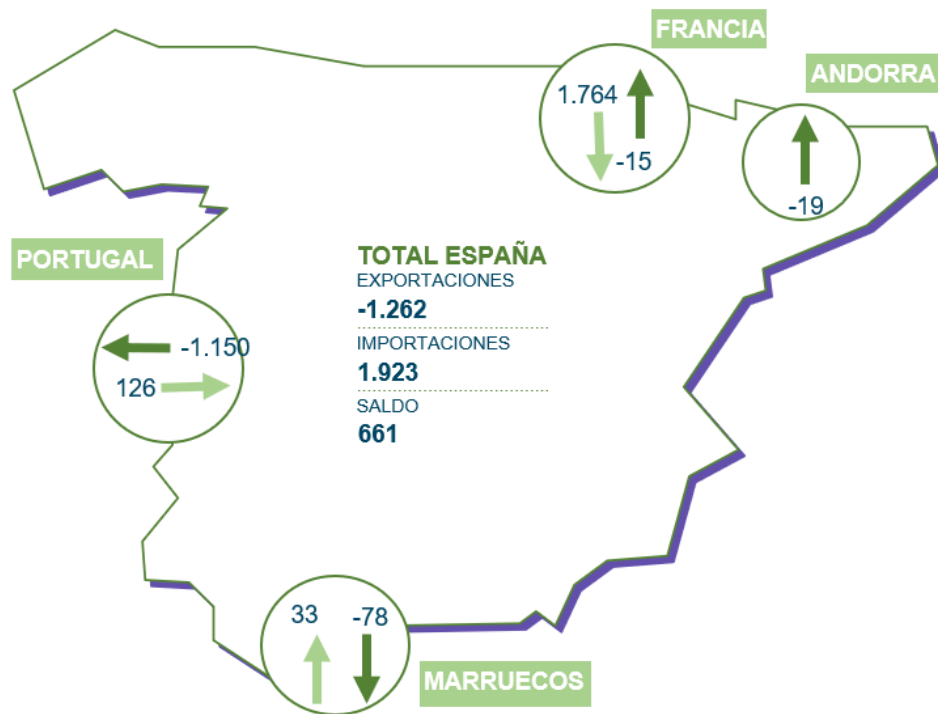 FRANCIA
ANDORRA
1.764
-15
-19
PORTUGAL
TOTAL ESPAÑA
EXPORTACIONES
-1.262
IMPORTACIONES
1.923
SALDO
661
-1.150
126
33 -78
MARRUECOS